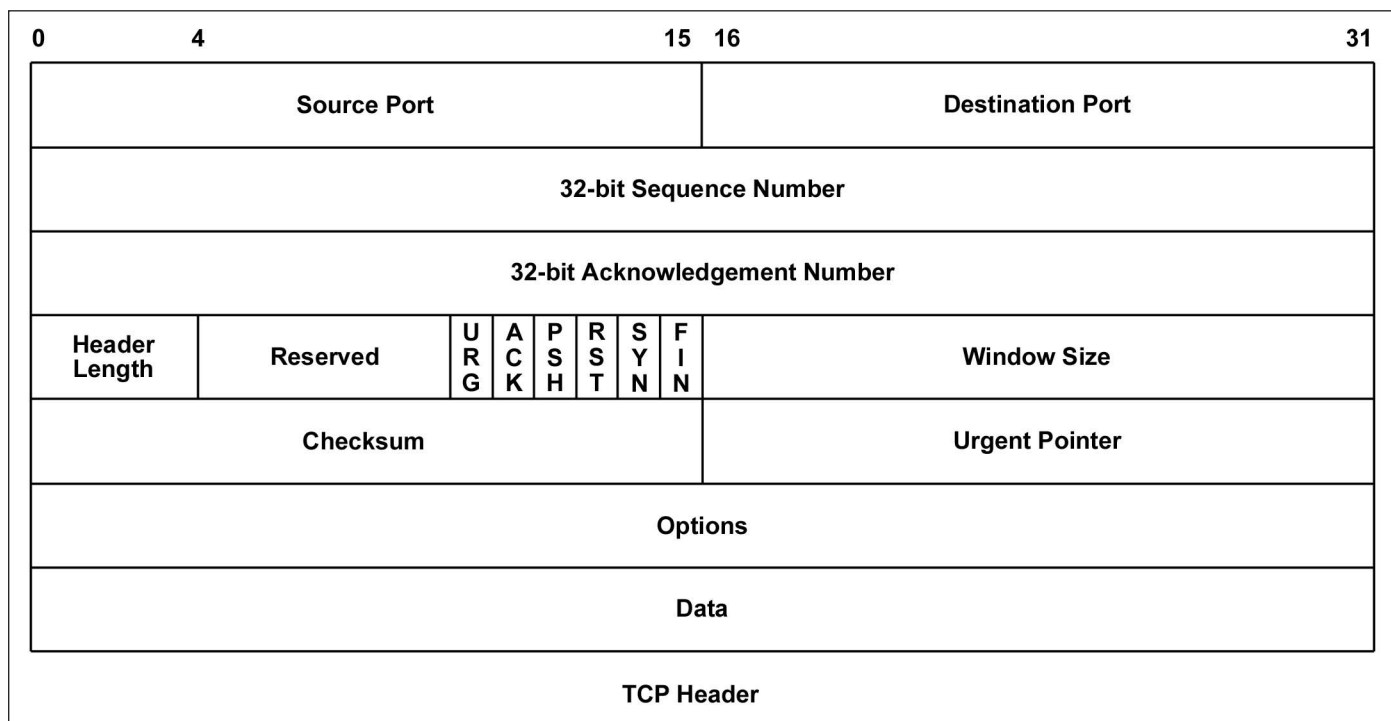 0 4 15 16 31
Source Port Destination Port
32-bit Sequence Number
32-bit Acknowledgement Number
Header Length Reserved URG ACK PSH RST SYN FIN Window Size
Checksum Urgent Pointer
Options
Data
TCP Header